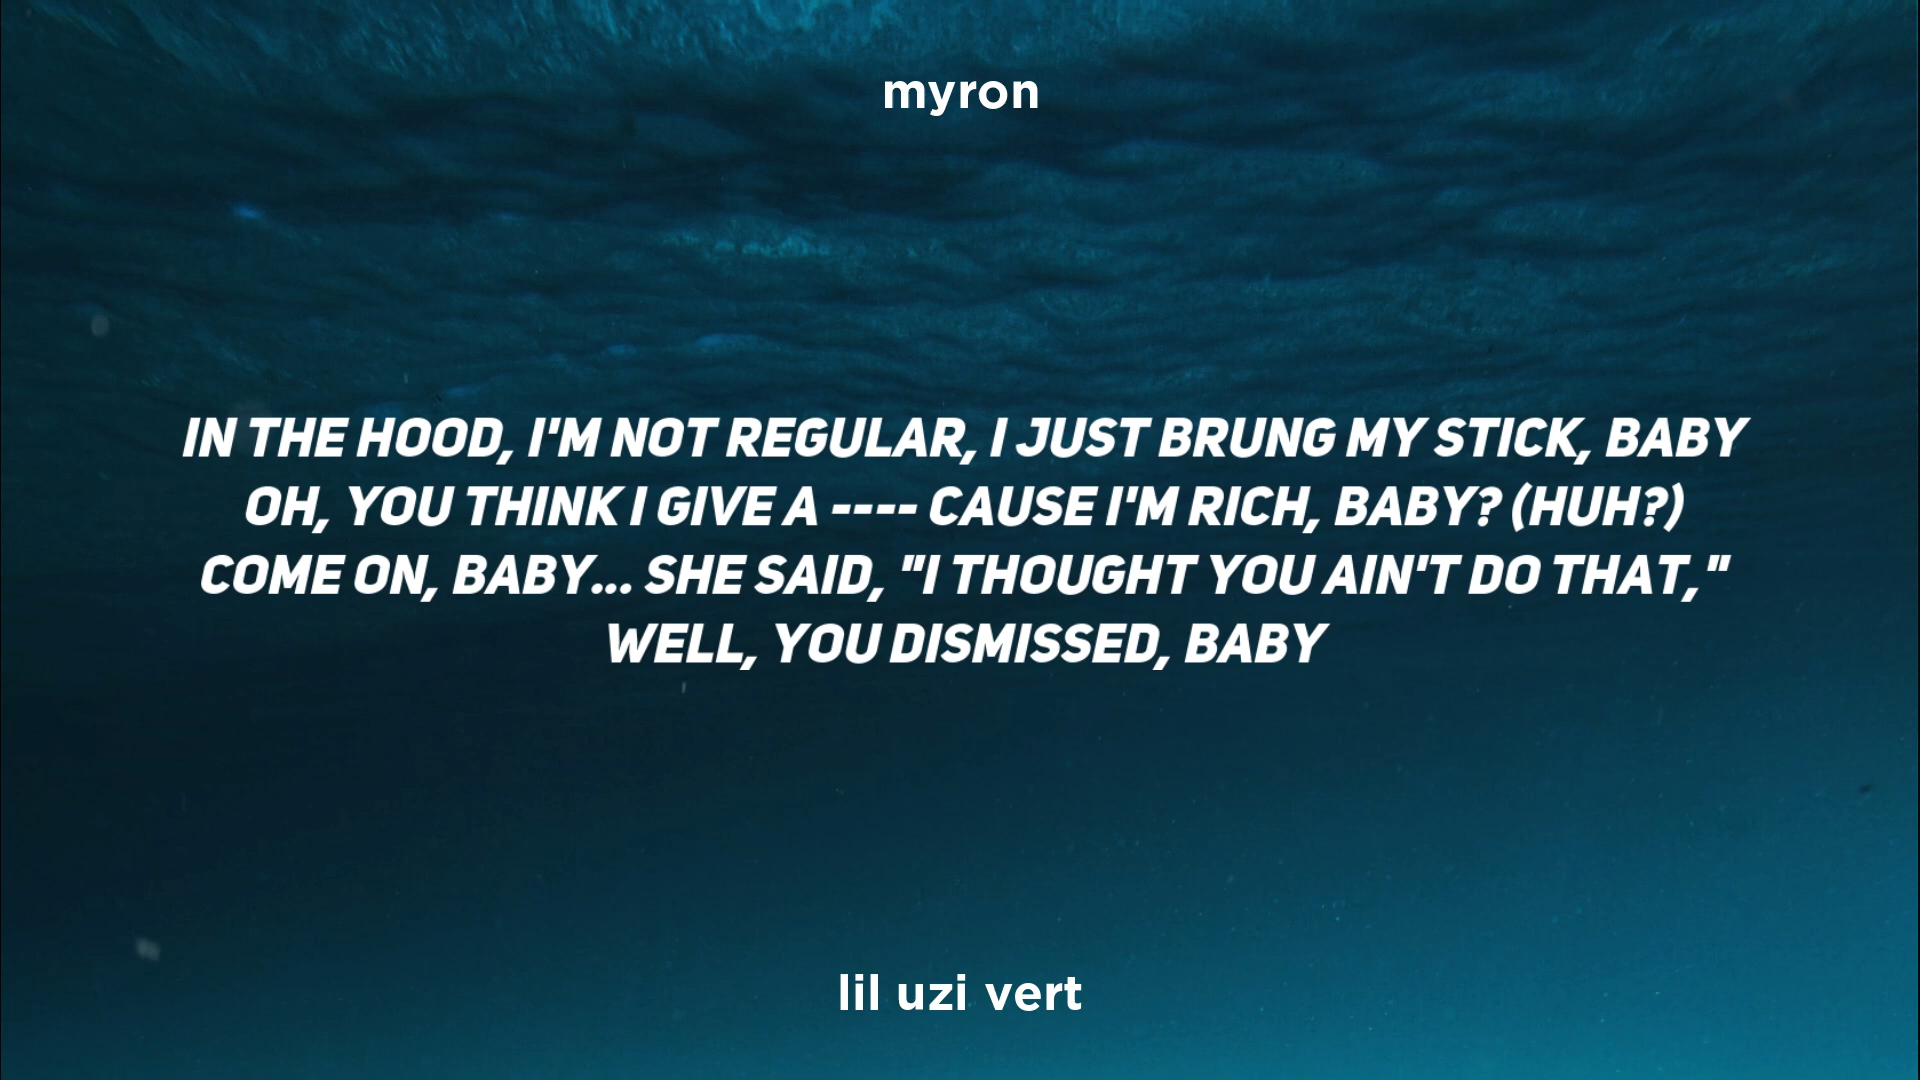 myron
IN THE HOOD, I'M NOT REGULAR, I JUST BRUNG MY STICK, BABY
OH, YOU THINK I GIVE A ---- CAUSE I'M RICH, BABY? (HUH?)
COME ON, BABY... SHE SAID, "I THOUGHT YOU AIN'T DO THAT,"
WELL, YOU DISMISSED, BABY
lil uzi vert